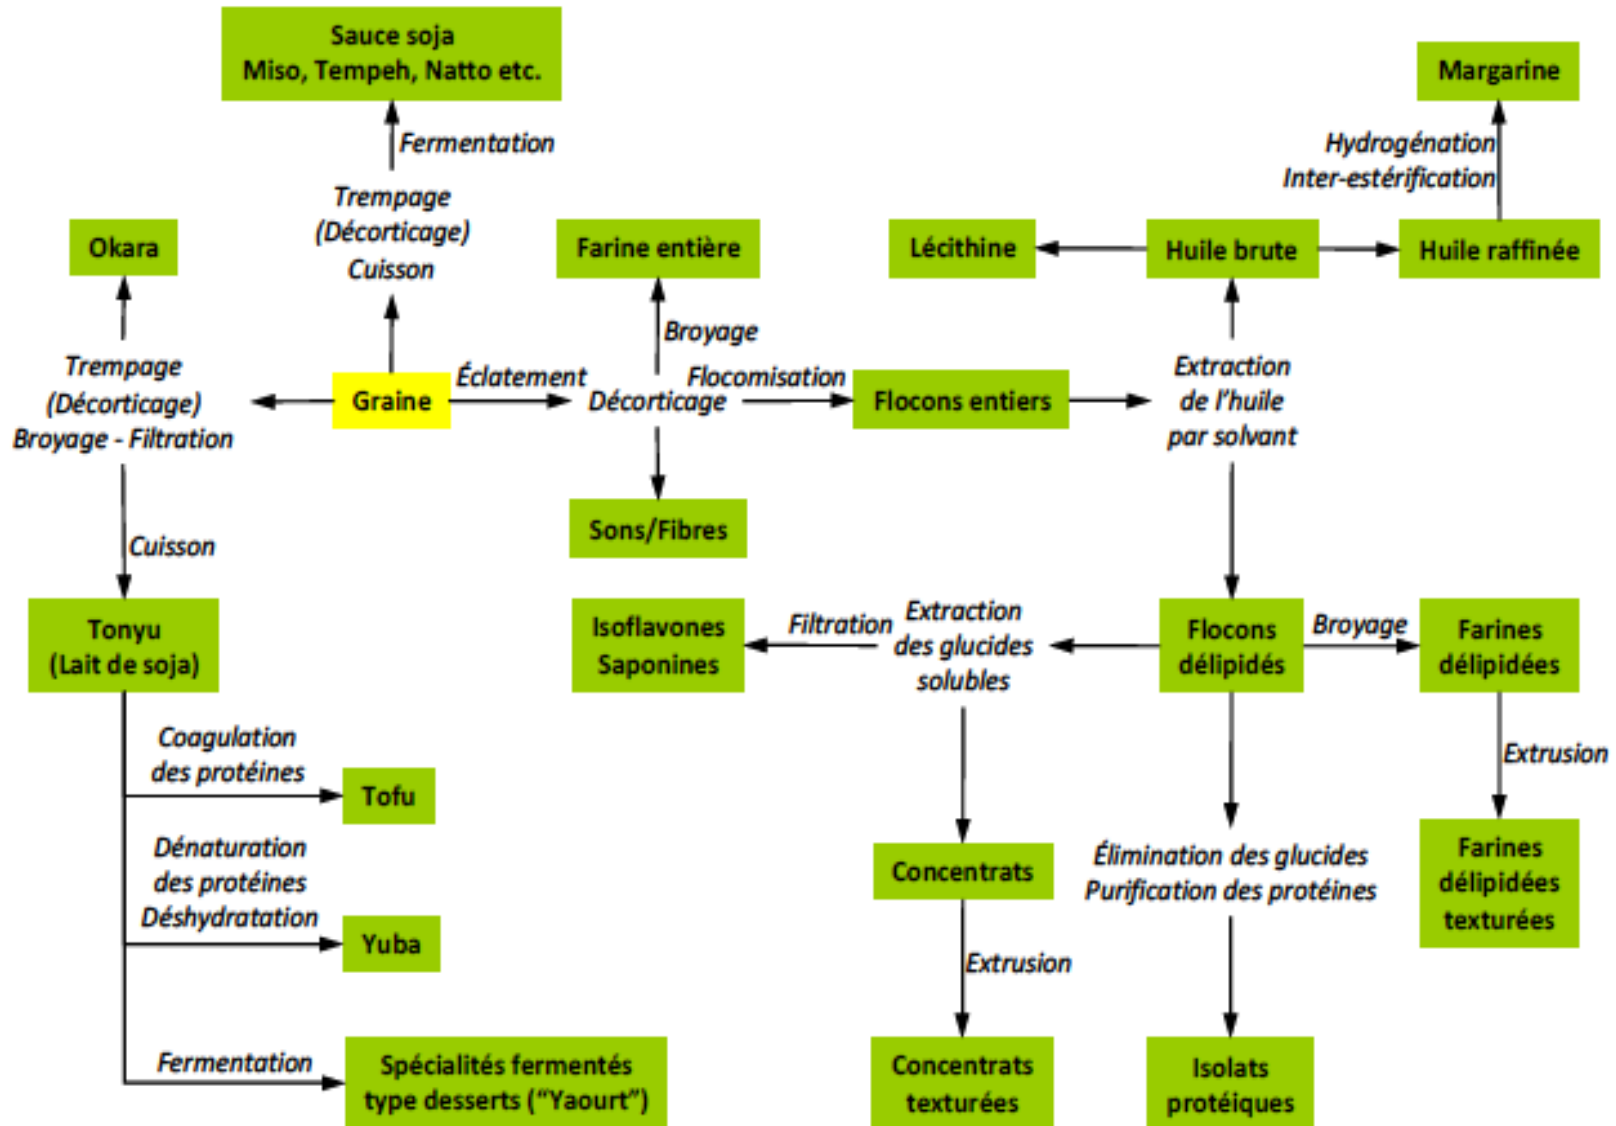 Sauce soja
Miso, Tempeh, Natto etc.
Margarine
Fermentation
Hydrogénation
Inter-estérification
Trempage
(Décorticage)
Cuisson
Okara
Farine entière
Lécithine
Huile brute
Huile raffinée
Broyage
Trempage
(Décorticage)
Broyage - Filtration
Graine
Éclatement
Décorticage
Flocomisation
Flocons entiers
Extraction
de l'huile
par solvant
Sons/Fibres
Cuisson
Tonyu
(Lait de soja)
Isoflavones
Saponines
Filtration
Extraction
des glucides
solubles
Flocons
délipidés
Broyage
Farines
délipidées
Coagulation
des protéines
Tofu
Extrusion
Dénaturation
des protéines
Déshydratation
Yuba
Concentrats
Élimination des glucides
Purification des protéines
Farines
délipidées
texturées
Extrusion
Fermentation
Spécialités fermentés
type desserts (“Yaourt”)
Concentrats
texturées
Isolats
protéiques